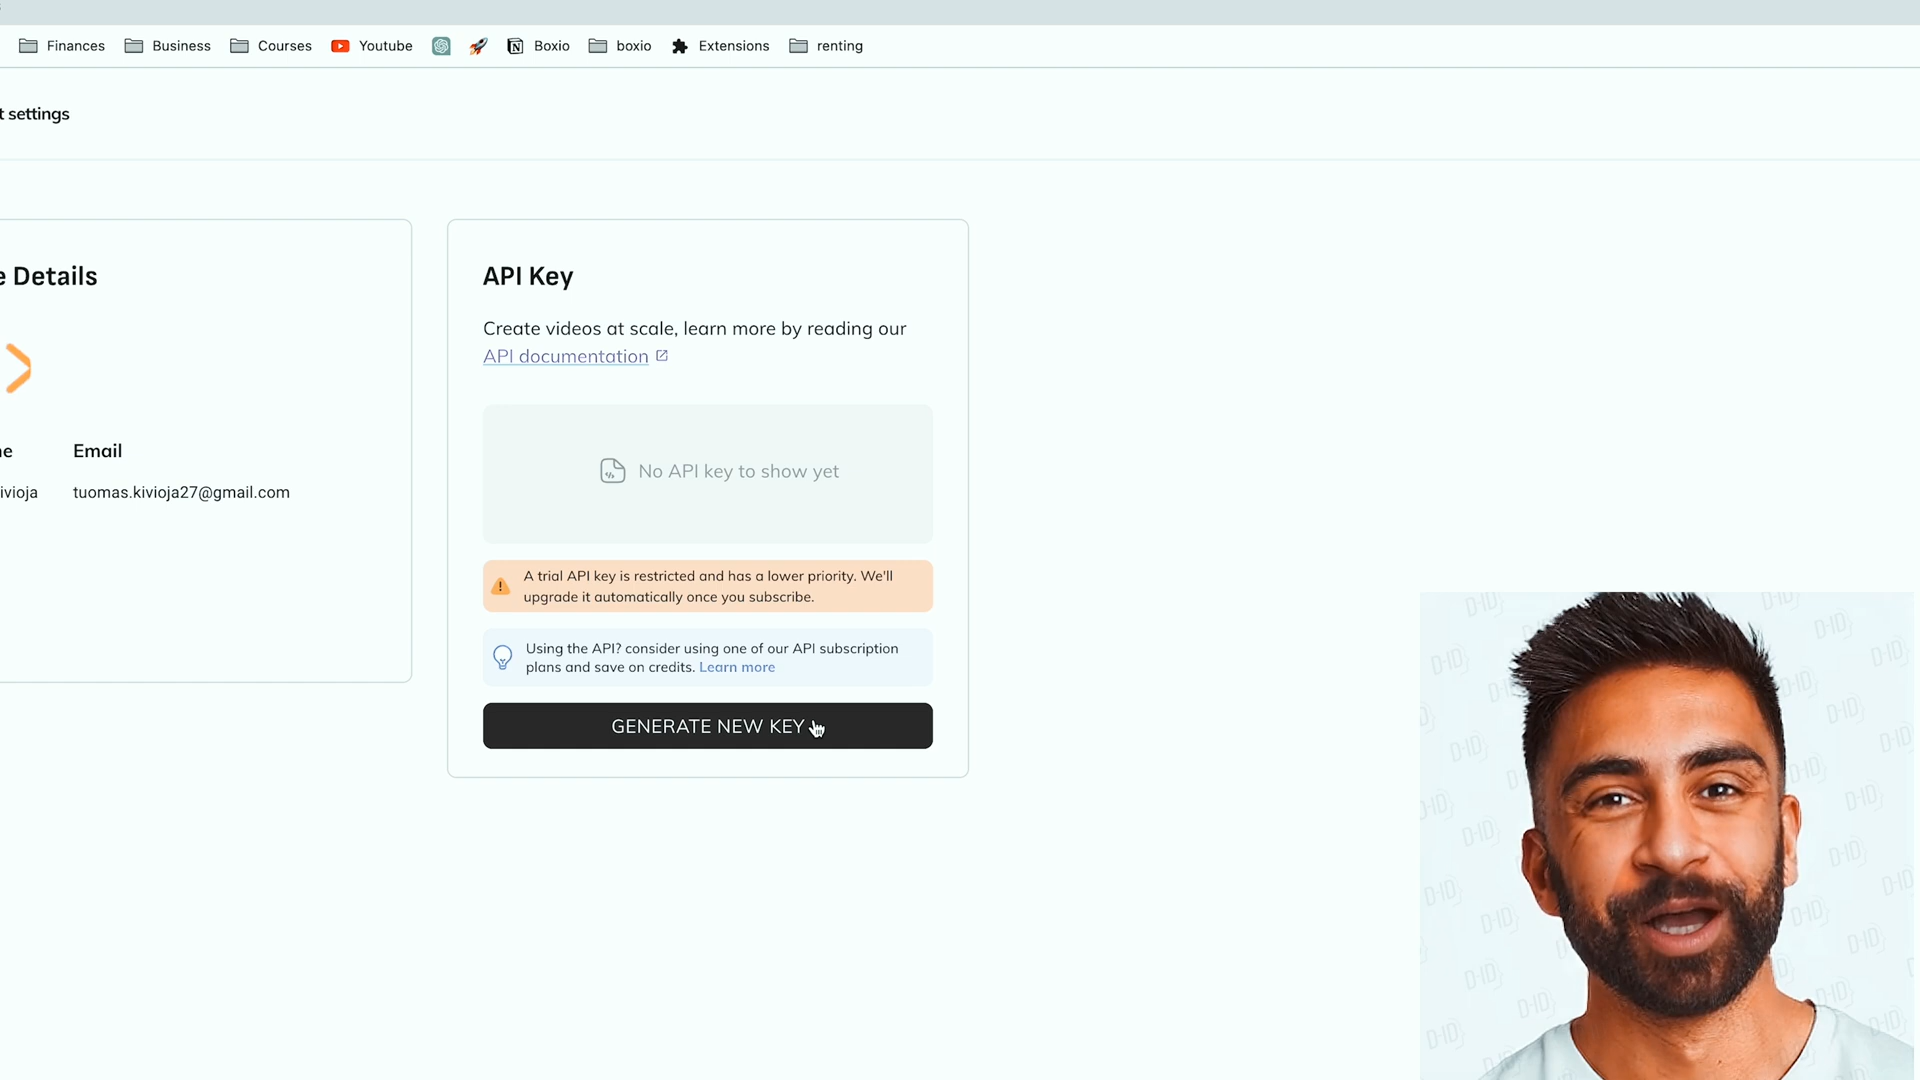 Finances Business Courses Youtube Boxio boxio Extensions renting
t settings
e Details
ne Email
ivioja tuomas.kivioja27@gmail.com
API Key
Create videos at scale, learn more by reading our
API documentation
No API key to show yet
A trial API key is restricted and has a lower priority. We'll
upgrade it automatically once you subscribe.
Using the API? consider using one of our API subscription
plans and save on credits. Learn more
GENERATE NEW KEY
D-ID